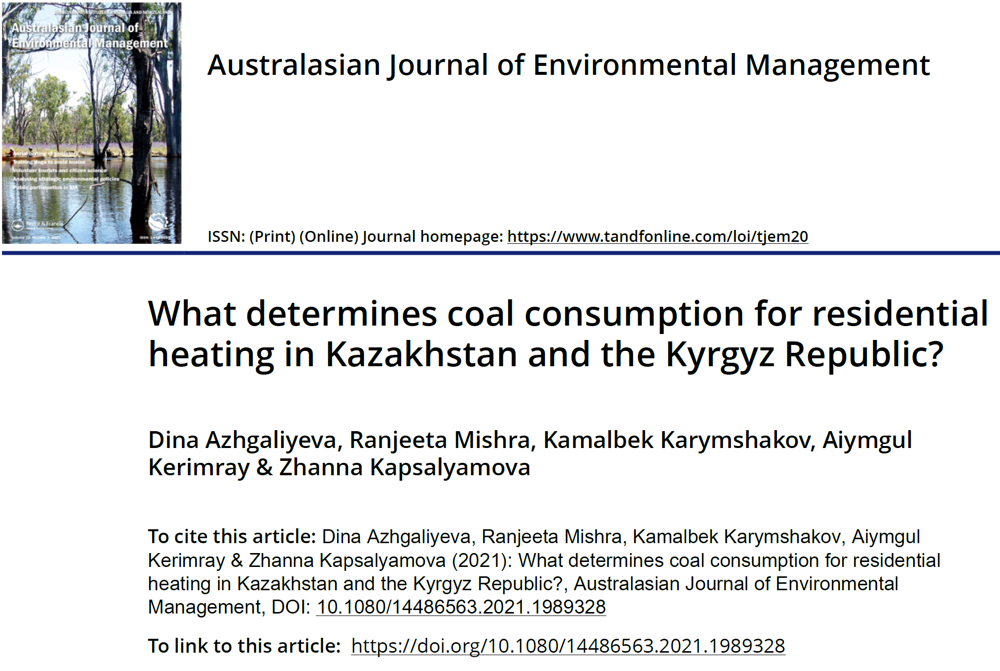 Australasian Journal of
Environmental Management
Aerial baiting of predators
Training dogs to avoid koalas
Volunteer tourists and citizen science
Analysing strategic environmental policies
Public participation in EIA
Taylor & Francis
Australasian Journal of Environmental Management
ISSN: (Print) (Online) Journal homepage: https://www.tandfonline.com/loi/tjem20
What determines coal consumption for residential
heating in Kazakhstan and the Kyrgyz Republic?
Dina Azhgaliyeva, Ranjeeta Mishra, Kamalbek Karymshakov, Aiymgul
Kerimray & Zhanna Kapsalyamova
To cite this article: Dina Azhgaliyeva, Ranjeeta Mishra, Kamalbek Karymshakov, Aiymgul
Kerimray & Zhanna Kapsalyamova (2021): What determines coal consumption for residential
heating in Kazakhstan and the Kyrgyz Republic?, Australasian Journal of Environmental
Management, DOI: 10.1080/14486563.2021.1989328
To link to this article: https://doi.org/10.1080/14486563.2021.1989328